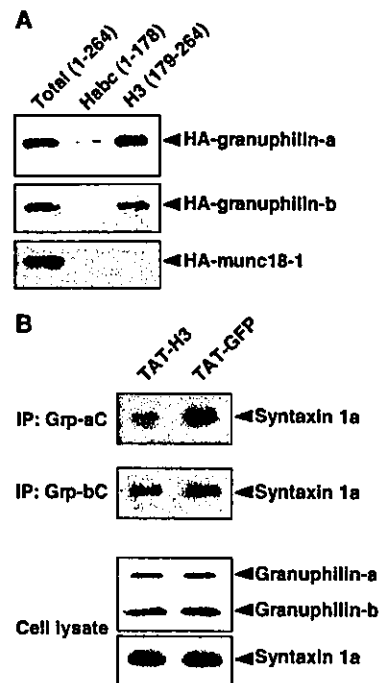 A
Total (1-264)
Habc (1-178)
H3 (179-264)
HA-granuphilin-a
HA-granuphilin-b
HA-munc18-1
B
TAT-H3
TAT-GFP
IP: Grp-aC
Syntaxin 1a
IP: Grp-bC
Syntaxin 1a
Granuphilin-a
Granuphilin-b
Cell lysate
Syntaxin 1a